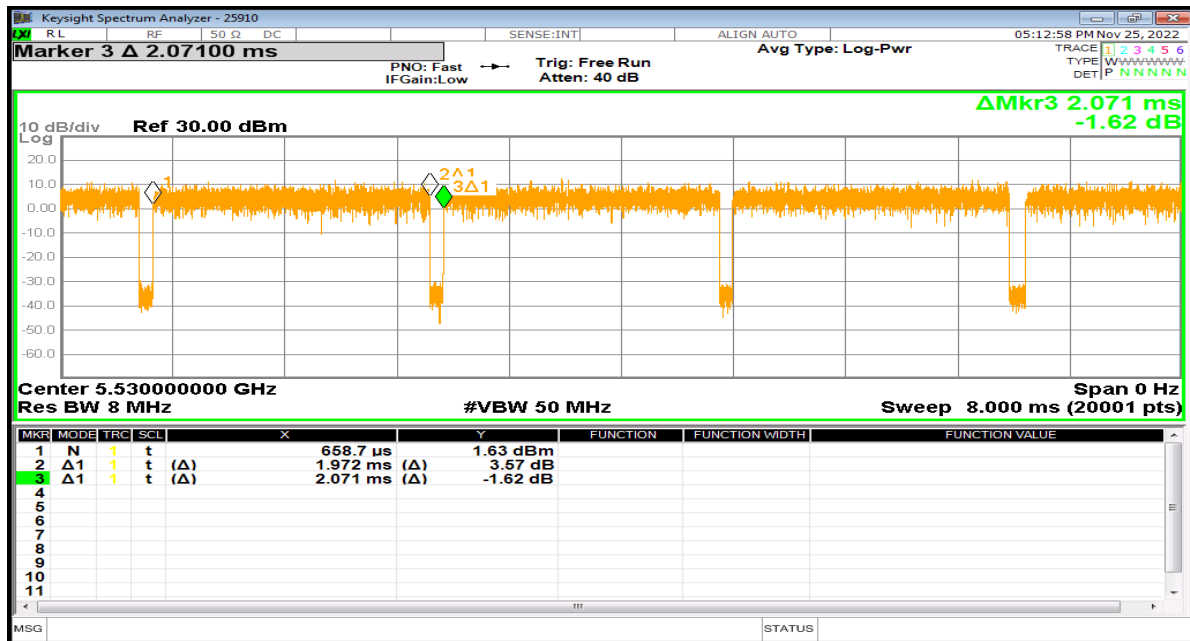 Keysight Spectrum Analyzer - 25910
LXI RL RF 50 Ω DC SENSE:INT ALIGN AUTO 05:12:58 PM Nov 25, 2022
Marker 3 Δ 2.07100 ms
PNO: Fast
IFGain:Low
Trig: Free Run
Atten: 40 dB
Avg Type: Log-Pwr
TRACE 1 2 3 4 5 6
TYPE WWWWWW
DET P N N N N N
ΔMkr3 2.071 ms
-1.62 dB
10 dB/div Ref 30.00 dBm
Log
20.0
10.0
0.00
-10.0
-20.0
-30.0
-40.0
-50.0
-60.0
1
2Δ1
3Δ1
Center 5.530000000 GHz Span 0 Hz
Res BW 8 MHz #VBW 50 MHz Sweep 8.000 ms (20001 pts)
MKR MODE TRC SCL X Y FUNCTION FUNCTION WIDTH FUNCTION VALUE
1 N 1 t 658.7 µs 1.63 dBm
2 Δ1 1 t (Δ) 1.972 ms (Δ) 3.57 dB
3 Δ1 1 t (Δ) 2.071 ms (Δ) -1.62 dB
4
5
6
7
8
9
10
11
MSG STATUS